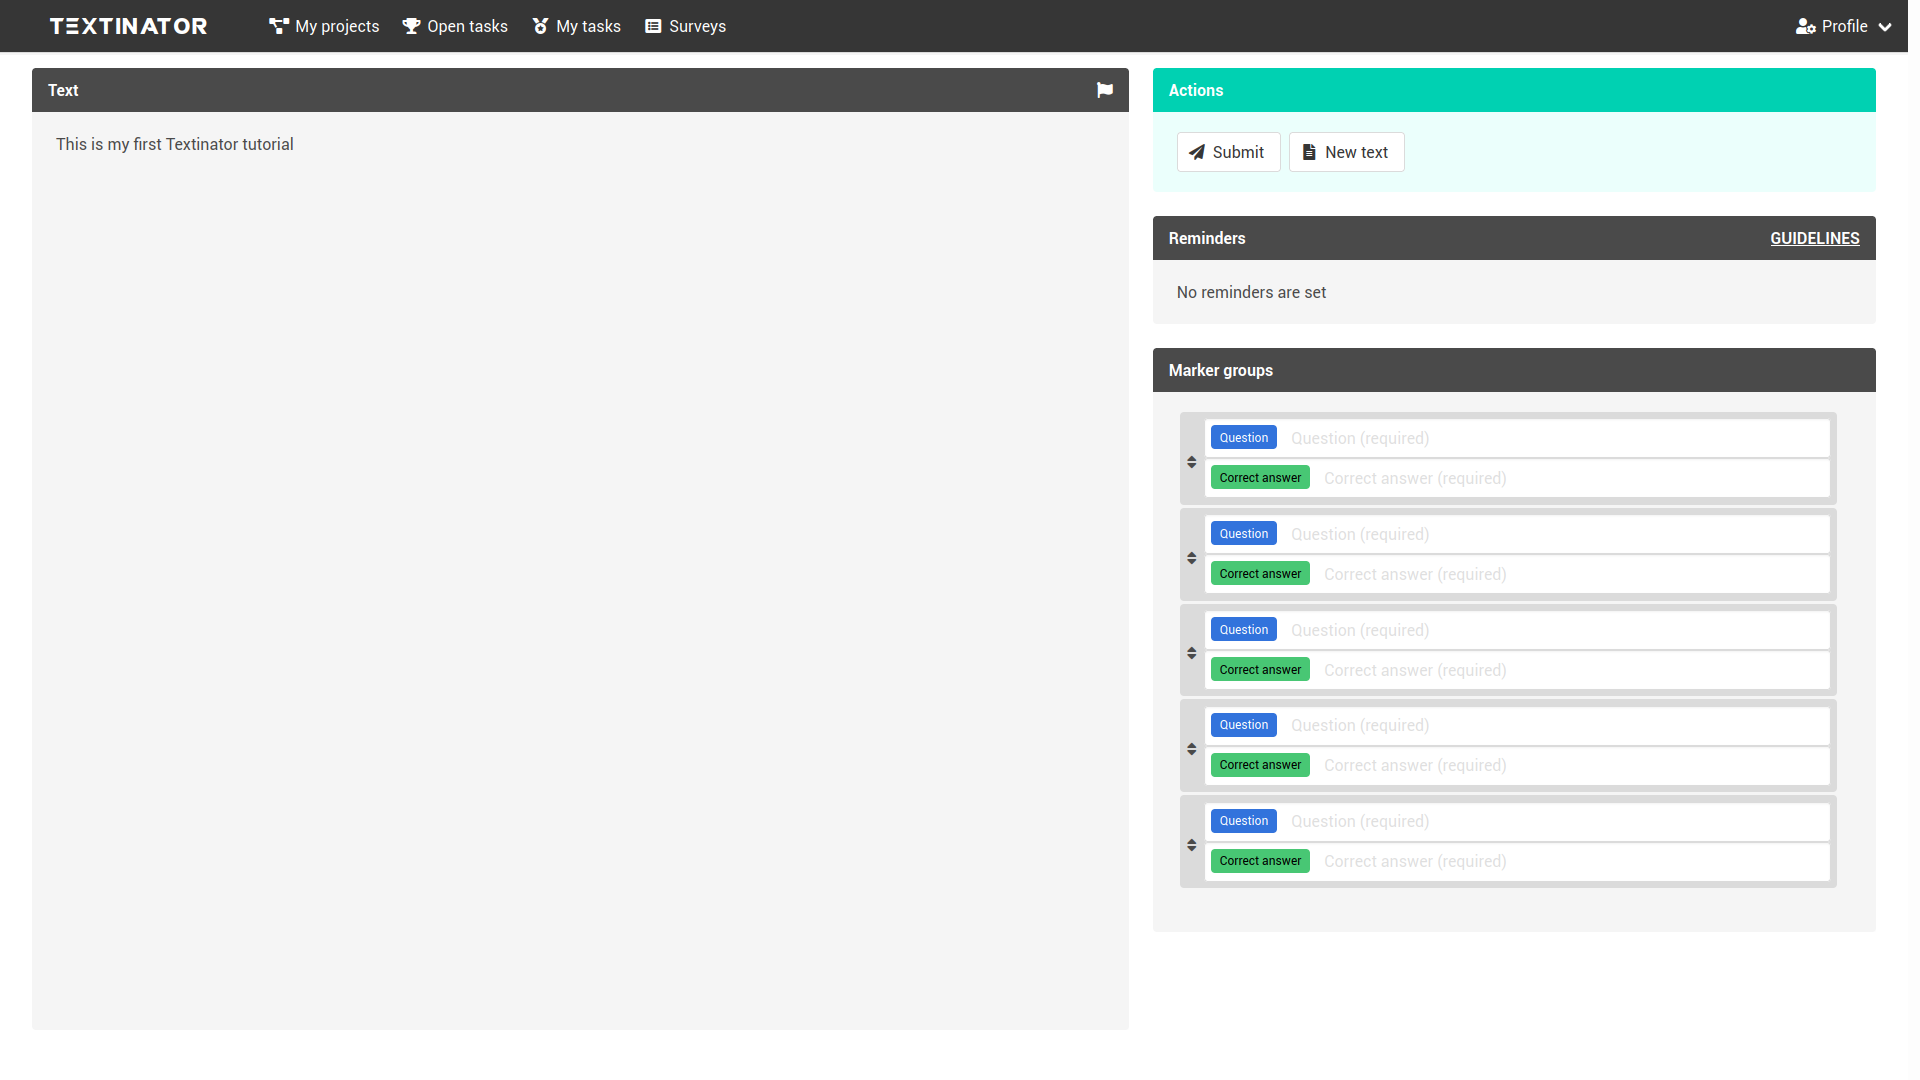 TEXTINATOR My projects Open tasks My tasks Surveys Profile
Text
This is my first Textinator tutorial
Actions
Submit New text
Reminders GUIDELINES
No reminders are set
Marker groups
Question Question (required)
Correct answer Correct answer (required)
Question Question (required)
Correct answer Correct answer (required)
Question Question (required)
Correct answer Correct answer (required)
Question Question (required)
Correct answer Correct answer (required)
Question Question (required)
Correct answer Correct answer (required)